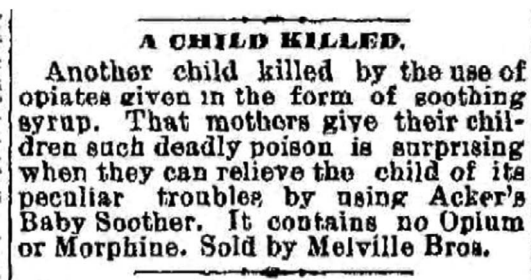 A CHILD KILLED.
Another child killed by the use of
opiates given in the form of soothing
syrup. That mothers give their chil-
dren such deadly poison is surprising
when they can relieve the child of its
peculiar troubles by using Acker's
Baby Soother. It contains no Opium
or Morphine. Sold by Melville Bros.